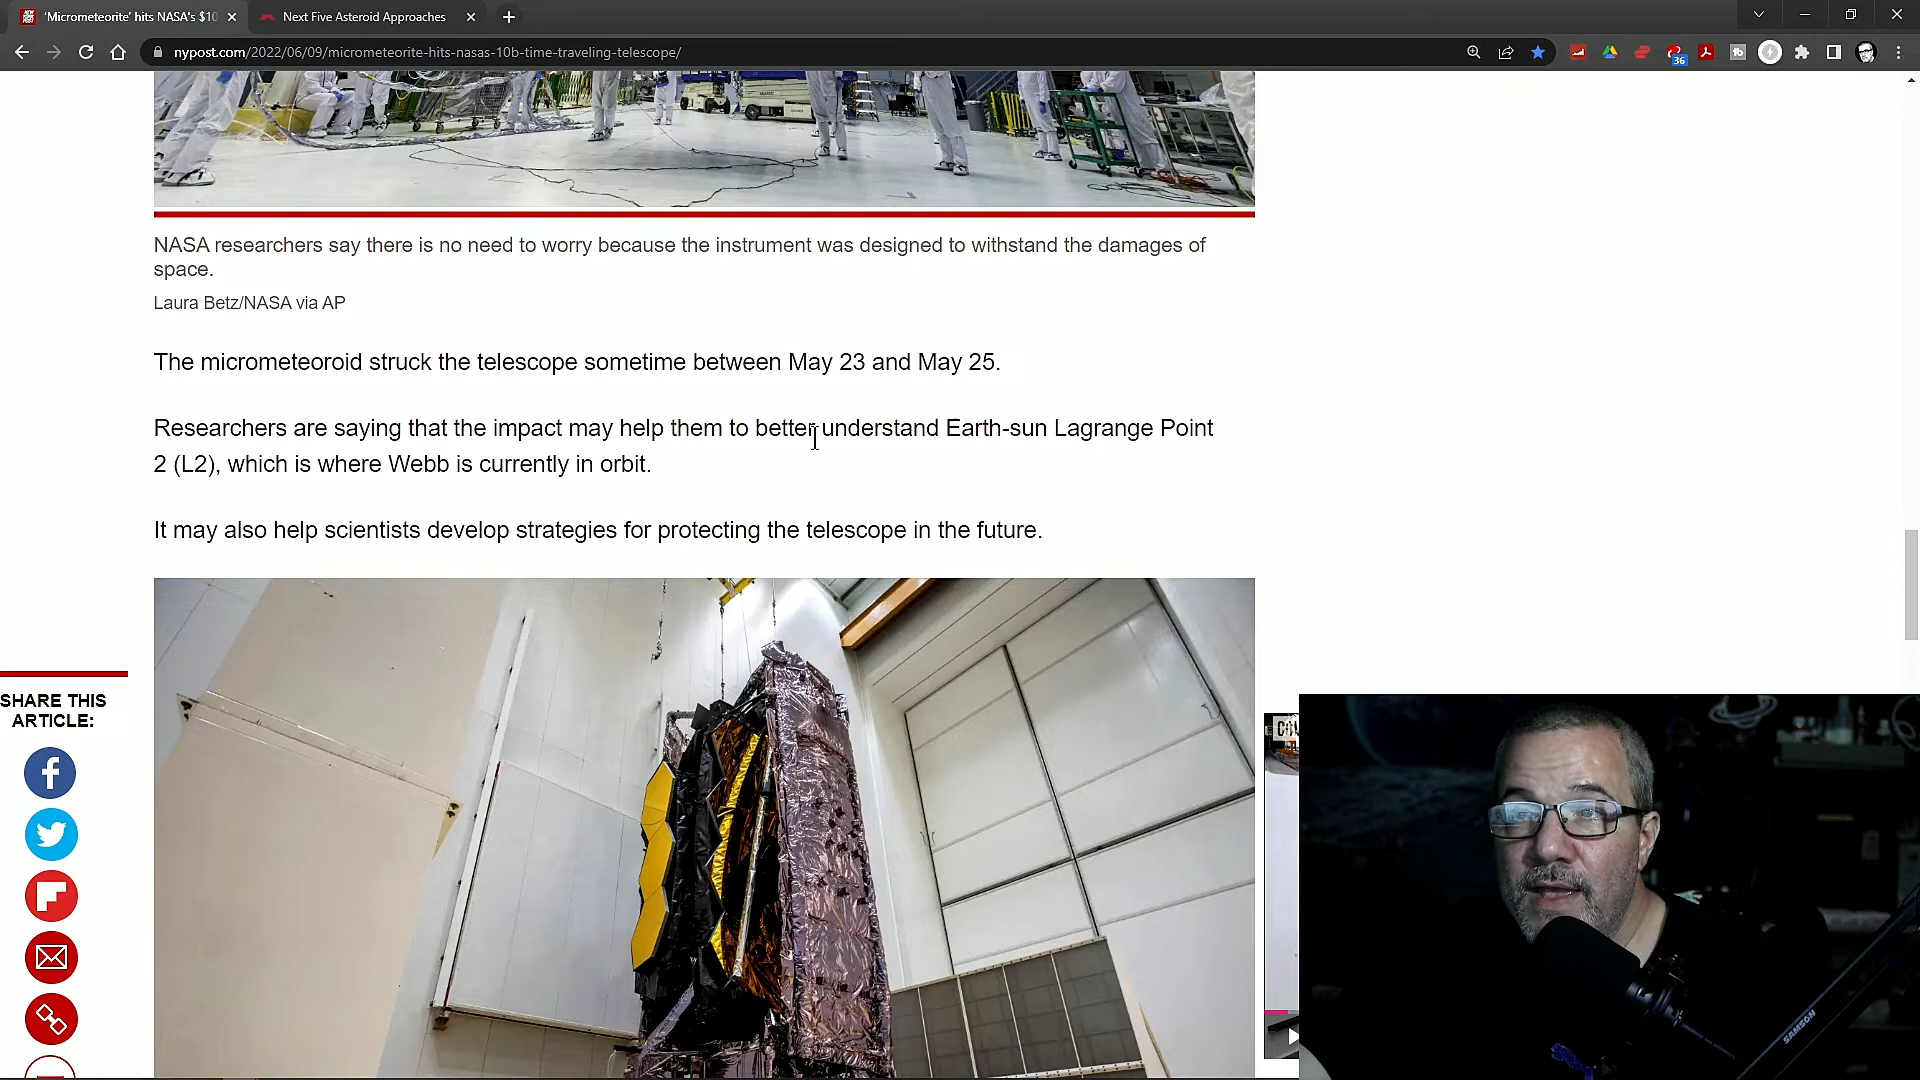 'Micrometeorite' hits NASA's $10
Next Five Asteroid Approaches
nypost.com/2022/06/09/micrometeorite-hits-nasas-10b-time-traveling-telescope/
36
NASA researchers say there is no need to worry because the instrument was designed to withstand the damages of
space.
Laura Betz/NASA via AP
The micrometeoroid struck the telescope sometime between May 23 and May 25.
Researchers are saying that the impact may help them to better understand Earth-sun Lagrange Point
2 (L2), which is where Webb is currently in orbit.
It may also help scientists develop strategies for protecting the telescope in the future.
SHARE THIS
ARTICLE:
SAMSON